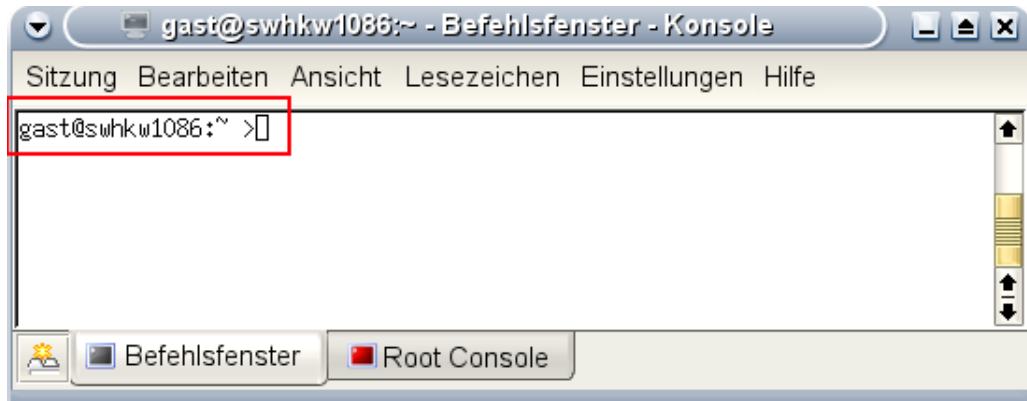 gast@swhkw1086:~ - Befehlsfenster - Konsole
Sitzung Bearbeiten Ansicht Lesezeichen Einstellungen Hilfe
gast@swhkw1086:~ >
Befehlsfenster Root Console